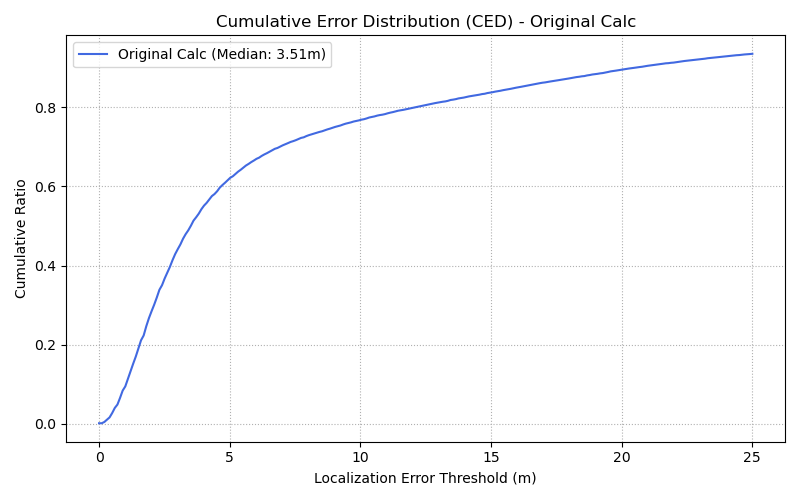 Cumulative Error Distribution (CED) - Original Calc
Original Calc (Median: 3.51m)
Cumulative Ratio
0.8
0.6
0.4
0.2
0.0
0 5 10 15 20 25
Localization Error Threshold (m)